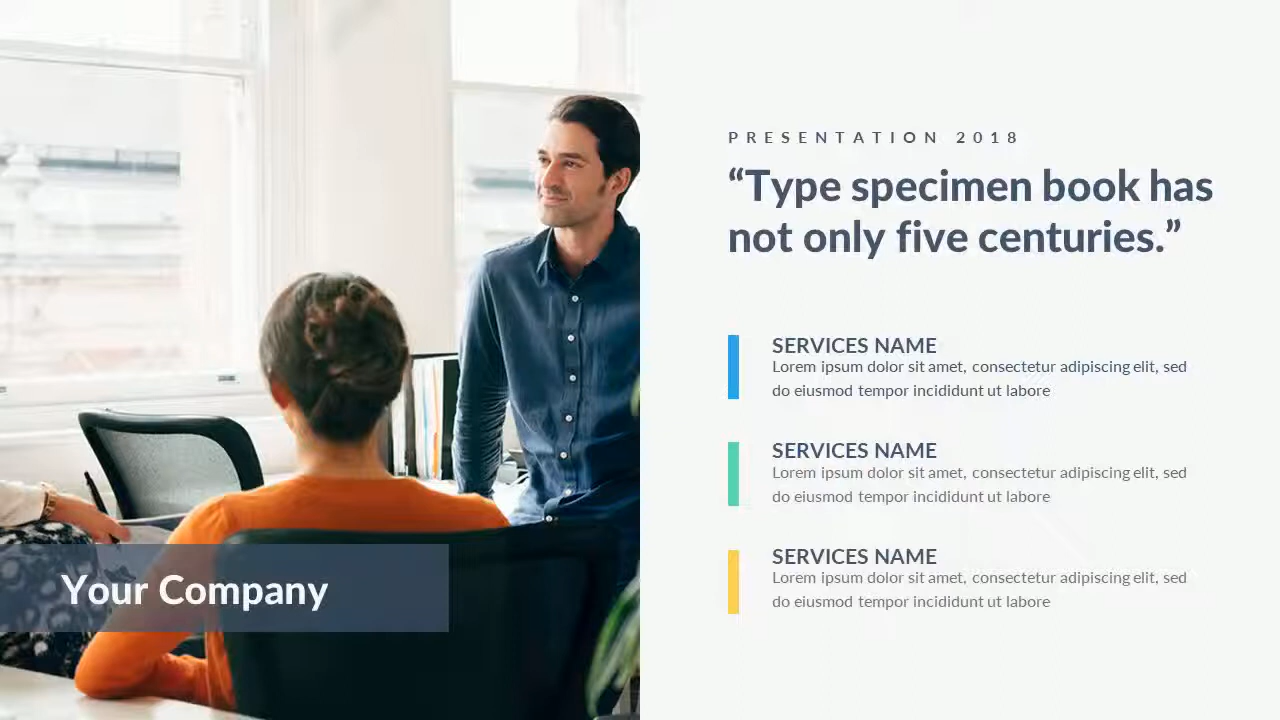 PRESENTATION 2018
“Type specimen book has
not only five centuries.”
SERVICES NAME
Lorem ipsum dolor sit amet, consectetur adipiscing elit, sed
do eiusmod tempor incididunt ut labore
SERVICES NAME
Lorem ipsum dolor sit amet, consectetur adipiscing elit, sed
do eiusmod tempor incididunt ut labore
SERVICES NAME
Lorem ipsum dolor sit amet, consectetur adipiscing elit, sed
do eiusmod tempor incididunt ut labore
Your Company